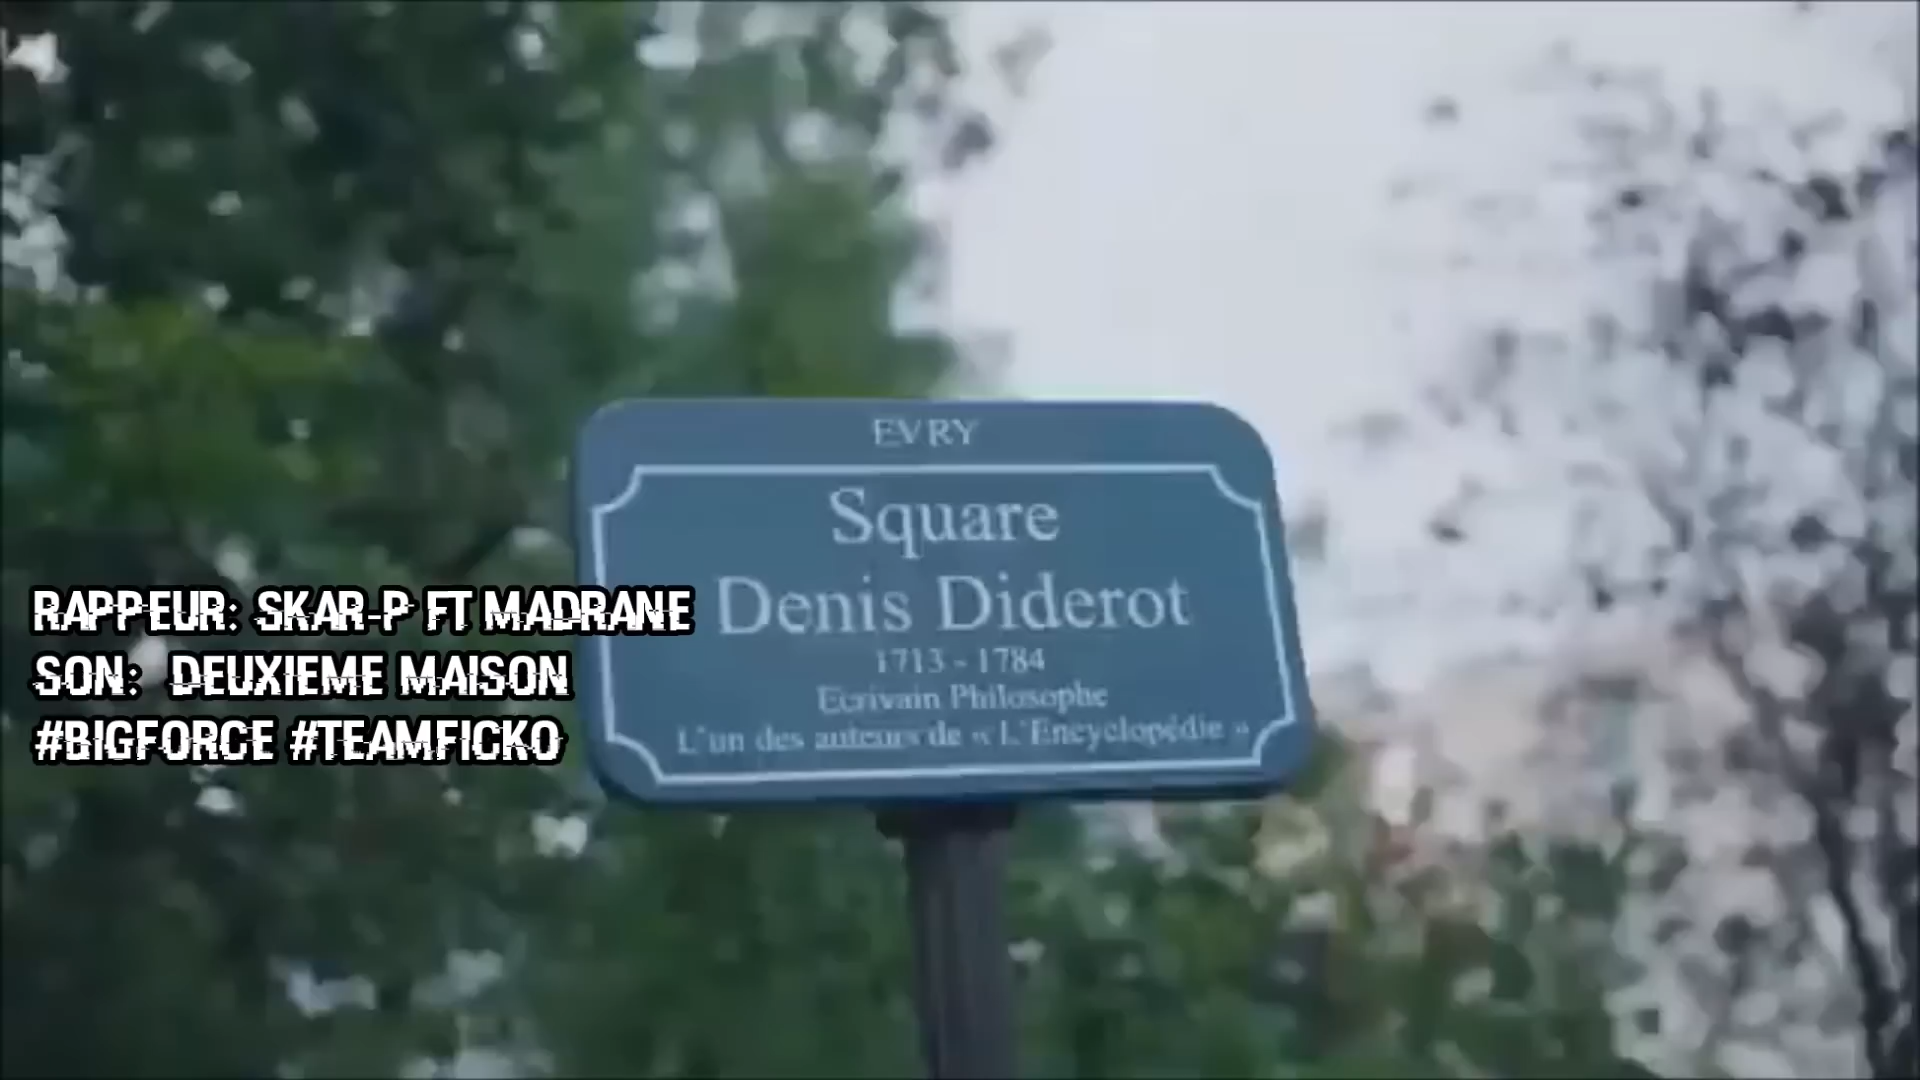 EVRY
Square
Denis Diderot
1713 - 1784
Ecrivain Philosophe
L'un des auteurs de « L'Encyclopédie »
RAPPEUR: SKAR-P FT MADRANE
SON: DEUXIEME MAISON
#BIGFORCE #TEAMFICKO